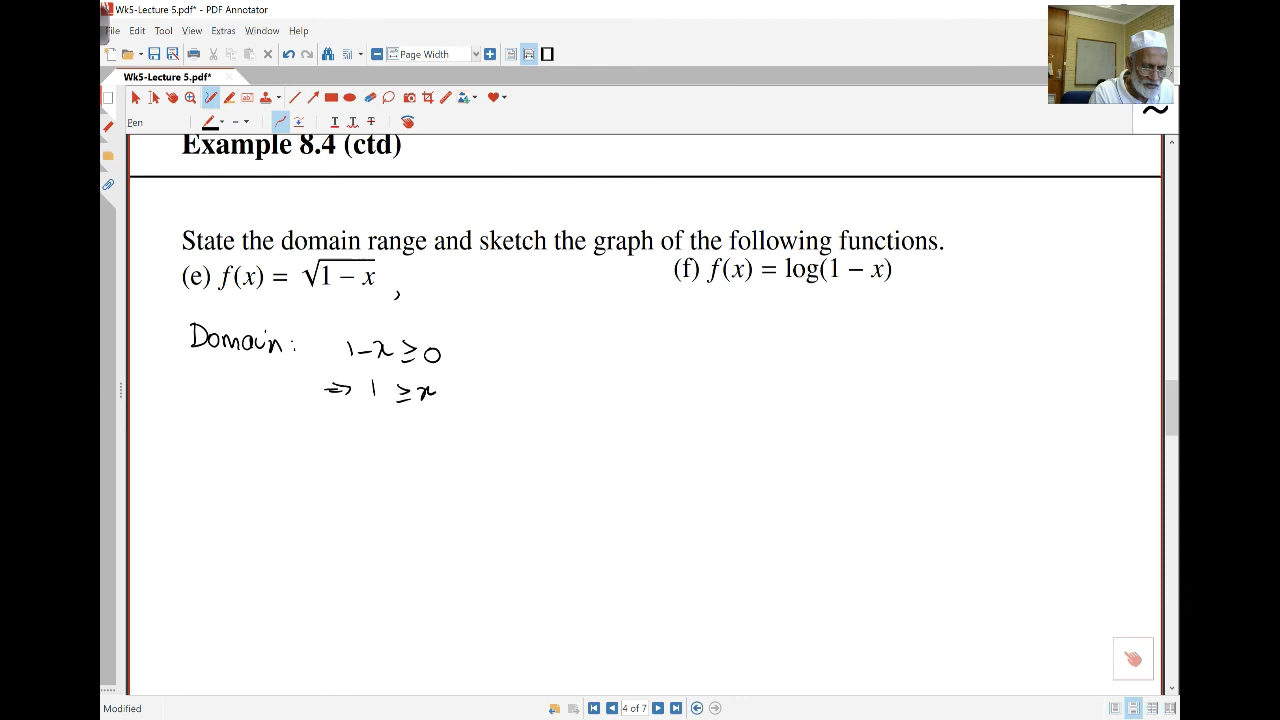 Wk5-Lecture 5.pdf* - PDF Annotator
File Edit Tool View Extras Window Help
Page Width
Wk5-Lecture 5.pdf*
Pen
Example 8.4 (ctd)
State the domain range and sketch the graph of the following functions.
(e) f(x) = √1 − x , (f) f(x) = log(1 − x)
Domain: 1-x ≥ 0
⇒ 1 ≥ x
Modified 4 of 7